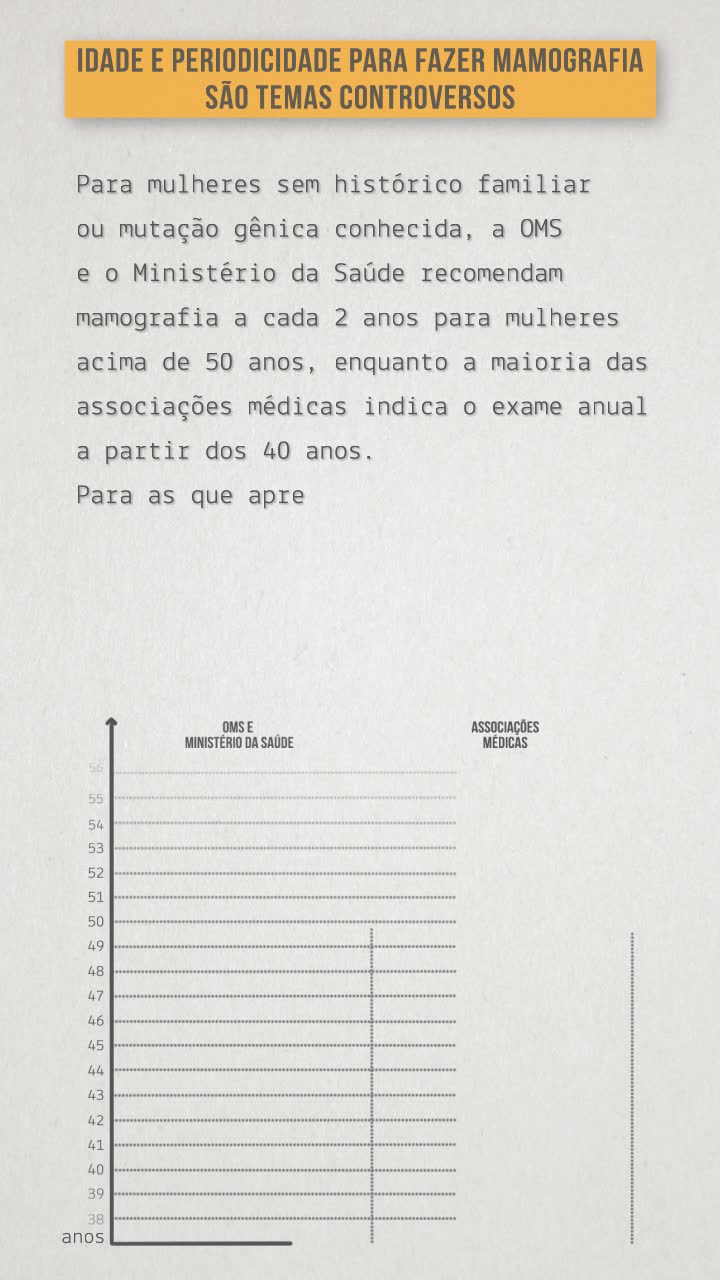 IDADE E PERIODICIDADE PARA FAZER MAMOGRAFIA
SÃO TEMAS CONTROVERSOS
Para mulheres sem histórico familiar
ou mutação gênica conhecida, a OMS
e o Ministério da Saúde recomendam
mamografia a cada 2 anos para mulheres
acima de 50 anos, enquanto a maioria das
associações médicas indica o exame anual
a partir dos 40 anos.
Para as que apre
OMS E
MINISTÉRIO DA SAÚDE
ASSOCIAÇÕES
MÉDICAS
56
55
54
53
52
51
50
49
48
47
46
45
44
43
42
41
40
39
38
anos